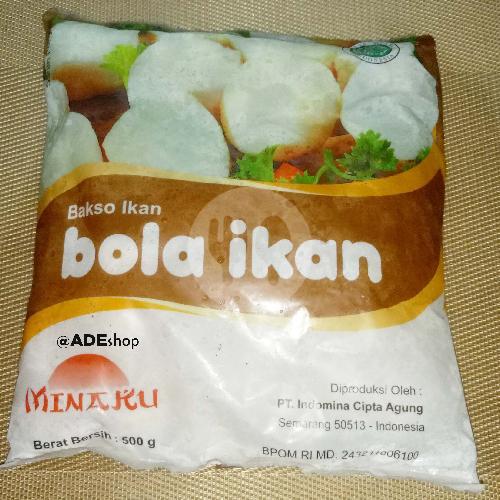 Bakso Ikan
bola ikan
@ADEshop
MINAKU
Berat Bersih : 500 g
Diproduksi Oleh :
PT. Indomina Cipta Agung
Semarang 50513 - Indonesia
BPOM RI MD.